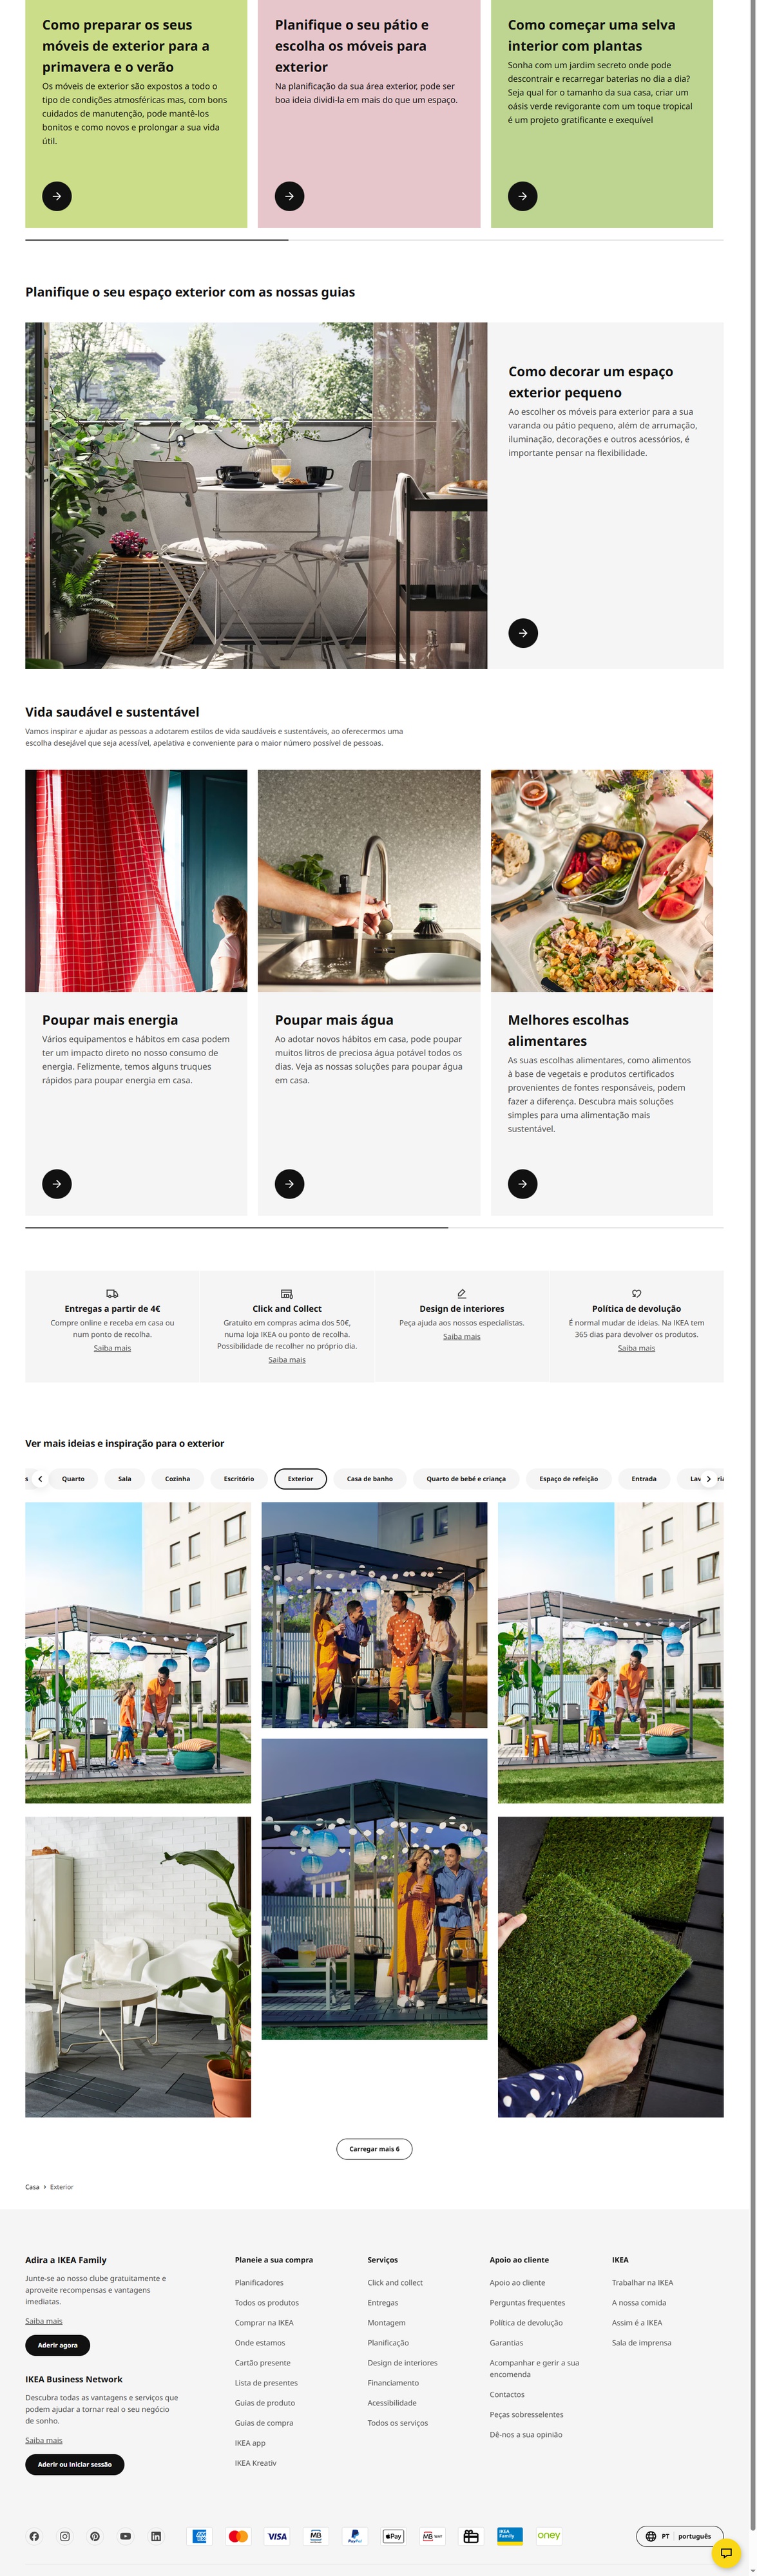 Como preparar os seus
móveis de exterior para a
primavera e o verão
Os móveis de exterior são expostos a todo o
tipo de condições atmosféricas mas, com bons
cuidados de manutenção, pode mantê-los
bonitos e como novos e prolongar a sua vida
útil.
Planifique o seu pátio e
escolha os móveis para
exterior
Na planificação da sua área exterior, pode ser
boa ideia dividi-la em mais do que um espaço.
Como começar uma selva
interior com plantas
Sonha com um jardim secreto onde pode
descontrair e recarregar baterias no dia a dia?
Seja qual for o tamanho da sua casa, criar um
oásis verde revigorante com um toque tropical
é um projeto gratificante e exequível
Planifique o seu espaço exterior com as nossas guias
Como decorar um espaço
exterior pequeno
Ao escolher os móveis para exterior para a sua
varanda ou pátio pequeno, além de arrumação,
iluminação, decorações e outros acessórios, é
importante pensar na flexibilidade.
Vida saudável e sustentável
Vamos inspirar e ajudar as pessoas a adotarem estilos de vida saudáveis e sustentáveis, ao oferecermos uma
escolha desejável que seja acessível, apelativa e conveniente para o maior número possível de pessoas.
Poupar mais energia
Vários equipamentos e hábitos em casa podem
ter um impacto direto no nosso consumo de
energia. Felizmente, temos alguns truques
rápidos para poupar energia em casa.
Poupar mais água
Ao adotar novos hábitos em casa, pode poupar
muitos litros de preciosa água potável todos os
dias. Veja as nossas soluções para poupar água
em casa.
Melhores escolhas
alimentares
As suas escolhas alimentares, como alimentos
à base de vegetais e produtos certificados
provenientes de fontes responsáveis, podem
fazer a diferença. Descubra mais soluções
simples para uma alimentação mais
sustentável.
Entregas a partir de 4€
Compre online e receba em casa ou
num ponto de recolha.
Saiba mais
Click and Collect
Gratuito em compras acima dos 50€,
numa loja IKEA ou ponto de recolha.
Possibilidade de recolher no próprio dia.
Saiba mais
Design de interiores
Peça ajuda aos nossos especialistas.
Saiba mais
Política de devolução
É normal mudar de ideias. Na IKEA tem
365 dias para devolver os produtos.
Saiba mais
Ver mais ideias e inspiração para o exterior
s
Quarto
Sala
Cozinha
Escritório
Exterior
Casa de banho
Quarto de bebé e criança
Espaço de refeição
Entrada
Carregar mais 6
Casa › Exterior
Adira a IKEA Family
Junte-se ao nosso clube gratuitamente e
aproveite recompensas e vantagens
imediatas.
Saiba mais
Aderir agora
IKEA Business Network
Descubra todas as vantagens e serviços que
podem ajudar a tornar real o seu negócio
de sonho.
Saiba mais
Aderir ou Iniciar sessão
Planeie a sua compra
Planificadores
Todos os produtos
Comprar na IKEA
Onde estamos
Cartão presente
Lista de presentes
Guias de produto
Guias de compra
IKEA app
IKEA Kreativ
Serviços
Click and collect
Entregas
Montagem
Planificação
Design de interiores
Financiamento
Acessibilidade
Todos os serviços
Apoio ao cliente
Apoio ao cliente
Perguntas frequentes
Política de devolução
Garantias
Acompanhar e gerir a sua
encomenda
Contactos
Peças sobresselentes
Dê-nos a sua opinião
IKEA
Trabalhar na IKEA
A nossa comida
Assim é a IKEA
Sala de imprensa
AM EX
VISA
MB
PayPal
Pay
MB WAY
IKEA Family
oney
PT português